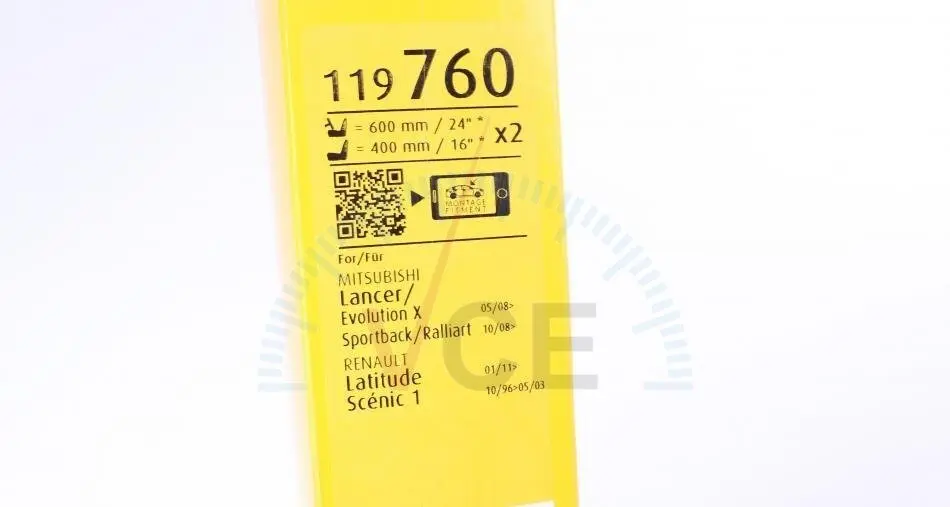 119 760
= 600 mm / 24" *
= 400 mm / 16" *
x2
MONTAGE
FITMENT
For/Für
MITSUBISHI
Lancer/
Evolution X 05/08>
Sportback/Ralliart 10/08>
RENAULT
Latitude 01/11>
Scénic 1 10/96>05/03
CE